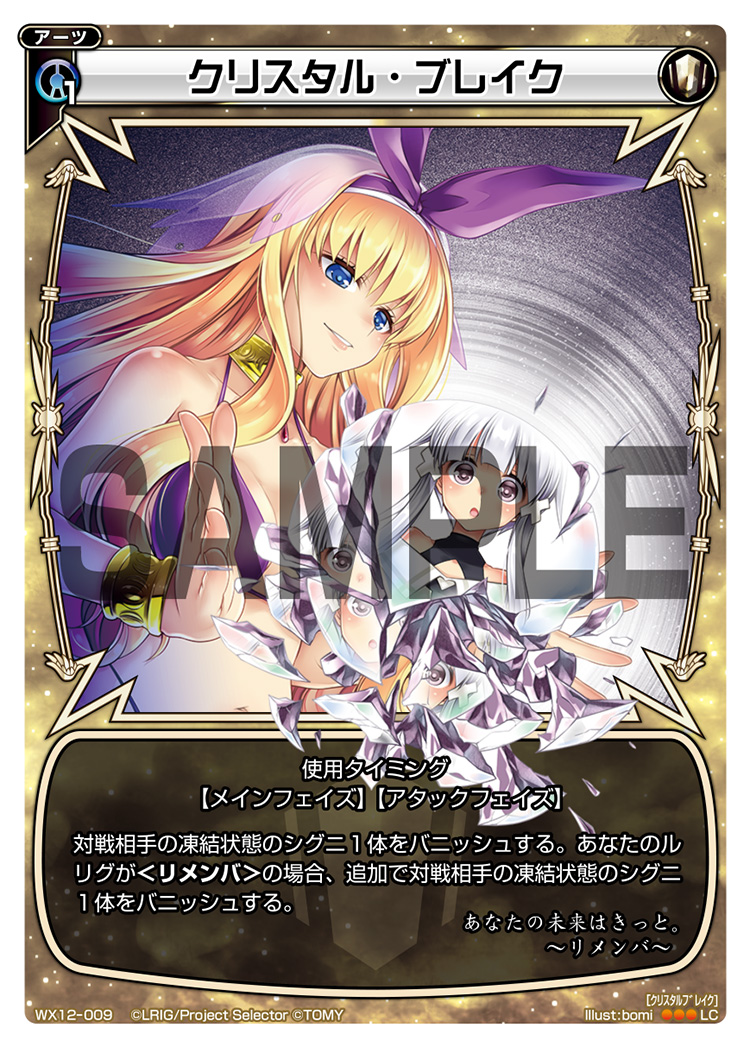 アーツ
1
クリスタル・ブレイク
SAMPLE
使用タイミング
【メインフェイズ】【アタックフェイズ】
対戦相手の凍結状態のシグニ１体をバニッシュする。あなたのル
リグが＜リメンバ＞の場合、追加で対戦相手の凍結状態のシグニ
１体をバニッシュする。
あなたの未来はきっと。
～リメンバ～
[クリスタルブレイク]
WX12-009 ©LRIG/Project Selector ©TOMY illust:bomi LC